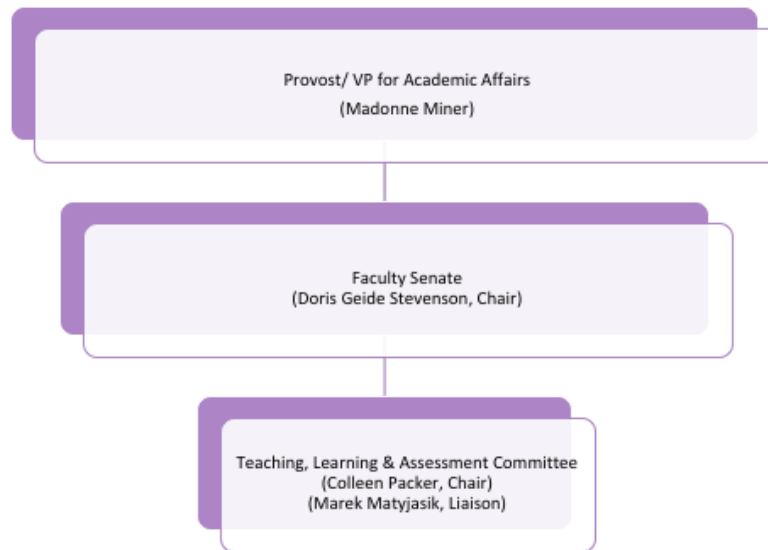 Provost/ VP for Academic Affairs
(Madonne Miner)
Faculty Senate
(Doris Geide Stevenson, Chair)
Teaching, Learning & Assessment Committee
(Colleen Packer, Chair)
(Marek Matyjasik, Liaison)